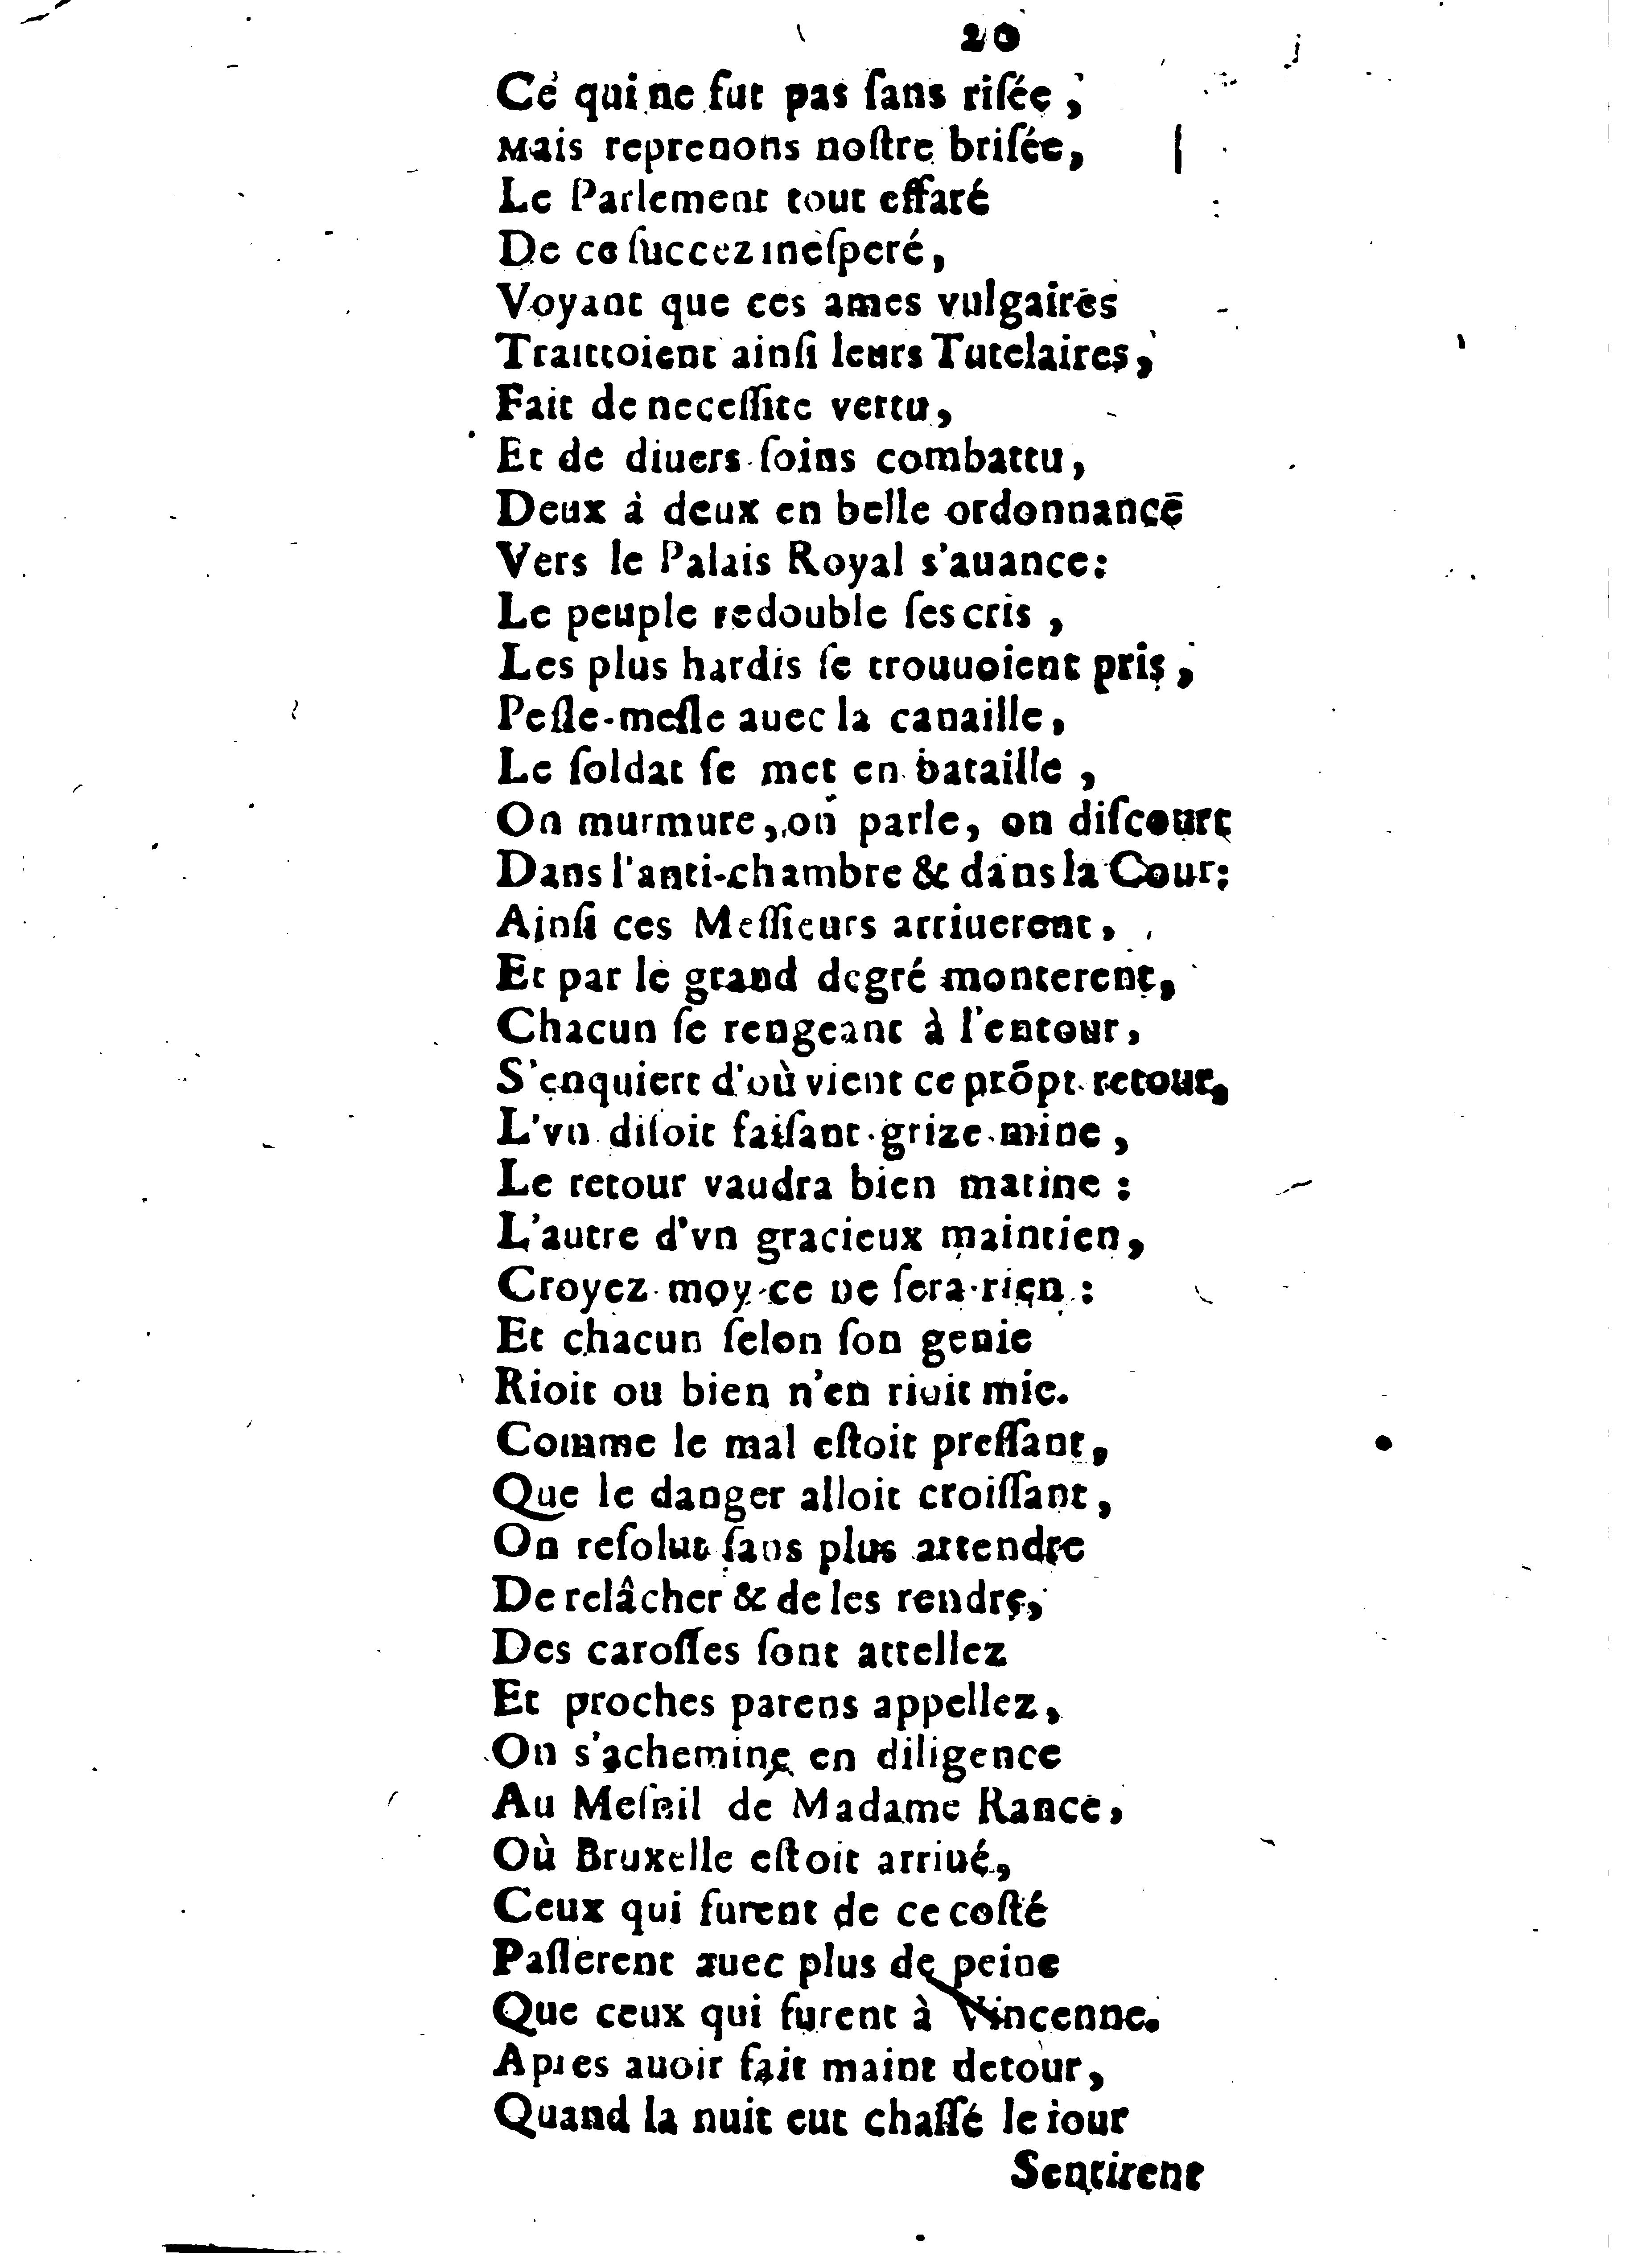 20
Ce qui ne fut pas ſans riſée,
Mais reprenons noſtre briſée,
Le Parlement tout effaré
De ce ſuccez ineſperé,
Voyant que ces ames vulgaires
Traittoient ainſi leurs Tutelaires,
Fait de neceſſite vertu,
Et de diuers ſoins combattu,
Deux à deux en belle ordonnance
Vers le Palais Royal s'auance:
Le peuple redouble ſes cris,
Les plus hardis ſe trouuoient pris,
Peſle-meſle auec la canaille,
Le ſoldat ſe met en bataille,
On murmure, on parle, on diſcourt
Dans l'anti-chambre & dans la Cour:
Ainſi ces Meſſieurs arriuerent,
Et par le grand degré monterent,
Chacun ſe rengeant à l'entour,
S'enquiert d'où vient ce prõpt retour,
L'vn diſoit faiſant grize mine,
Le retour vaudra bien matine:
L'autre d'vn gracieux maintien,
Croyez moy ce ne ſera rien:
Et chacun ſelon ſon genie
Rioit ou bien n'en rioit mie.
Comme le mal eſtoit preſſant,
Que le danger alloit croiſſant,
On reſolut ſans plus attendre
De relâcher & de les rendre,
Des caroſſes ſont attellez
Et proches parens appellez,
On s'achemine en diligence
Au Meſnil de Madame Rance,
Où Bruxelle eſtoit arriué,
Ceux qui furent de ce coſté
Paſſerent auec plus de peine
Que ceux qui furent à Vincenne.
Apres auoir fait maint detour,
Quand la nuit eut chaſſé le iour
Sentirent